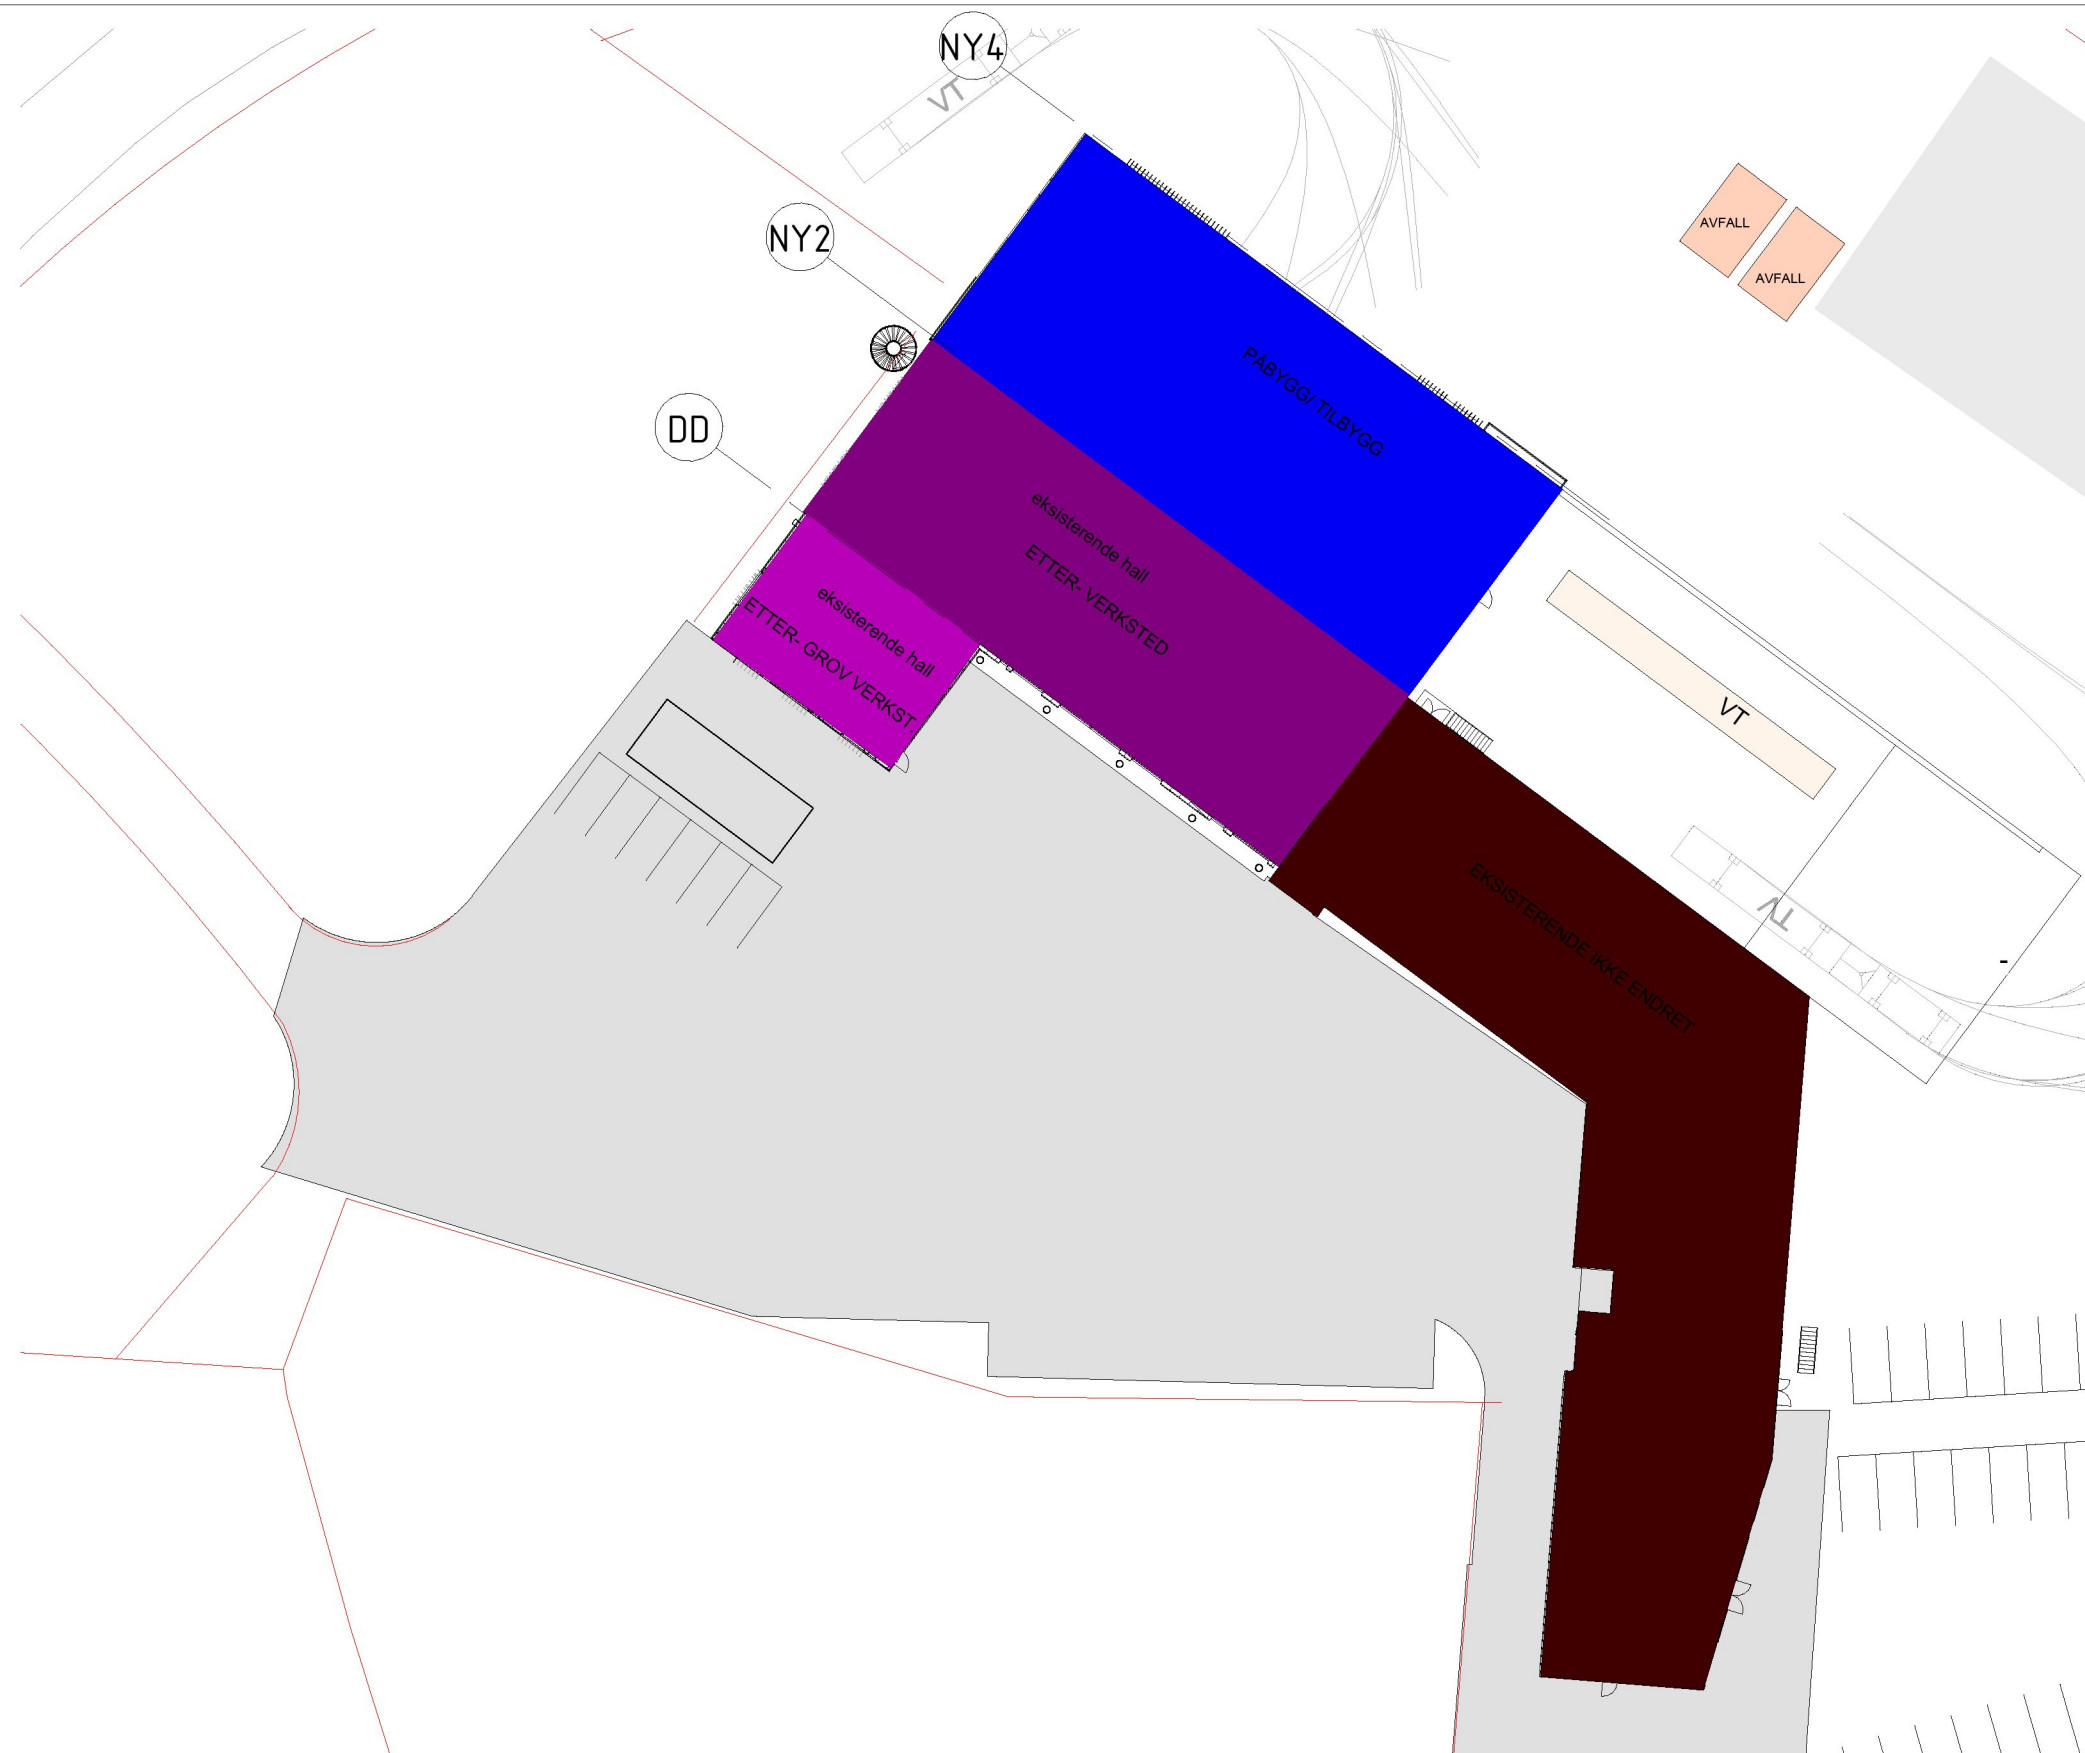 NY4
VT
NY2
DD
AVFALL
AVFALL
PÅBYGG/ TILBYGG
eksisterende hall
ETTER- VERKSTED
eksisterende hall
ETTER- GROV VERKST.
VT
EKSISTERENDE IKKE ENDRET
VT